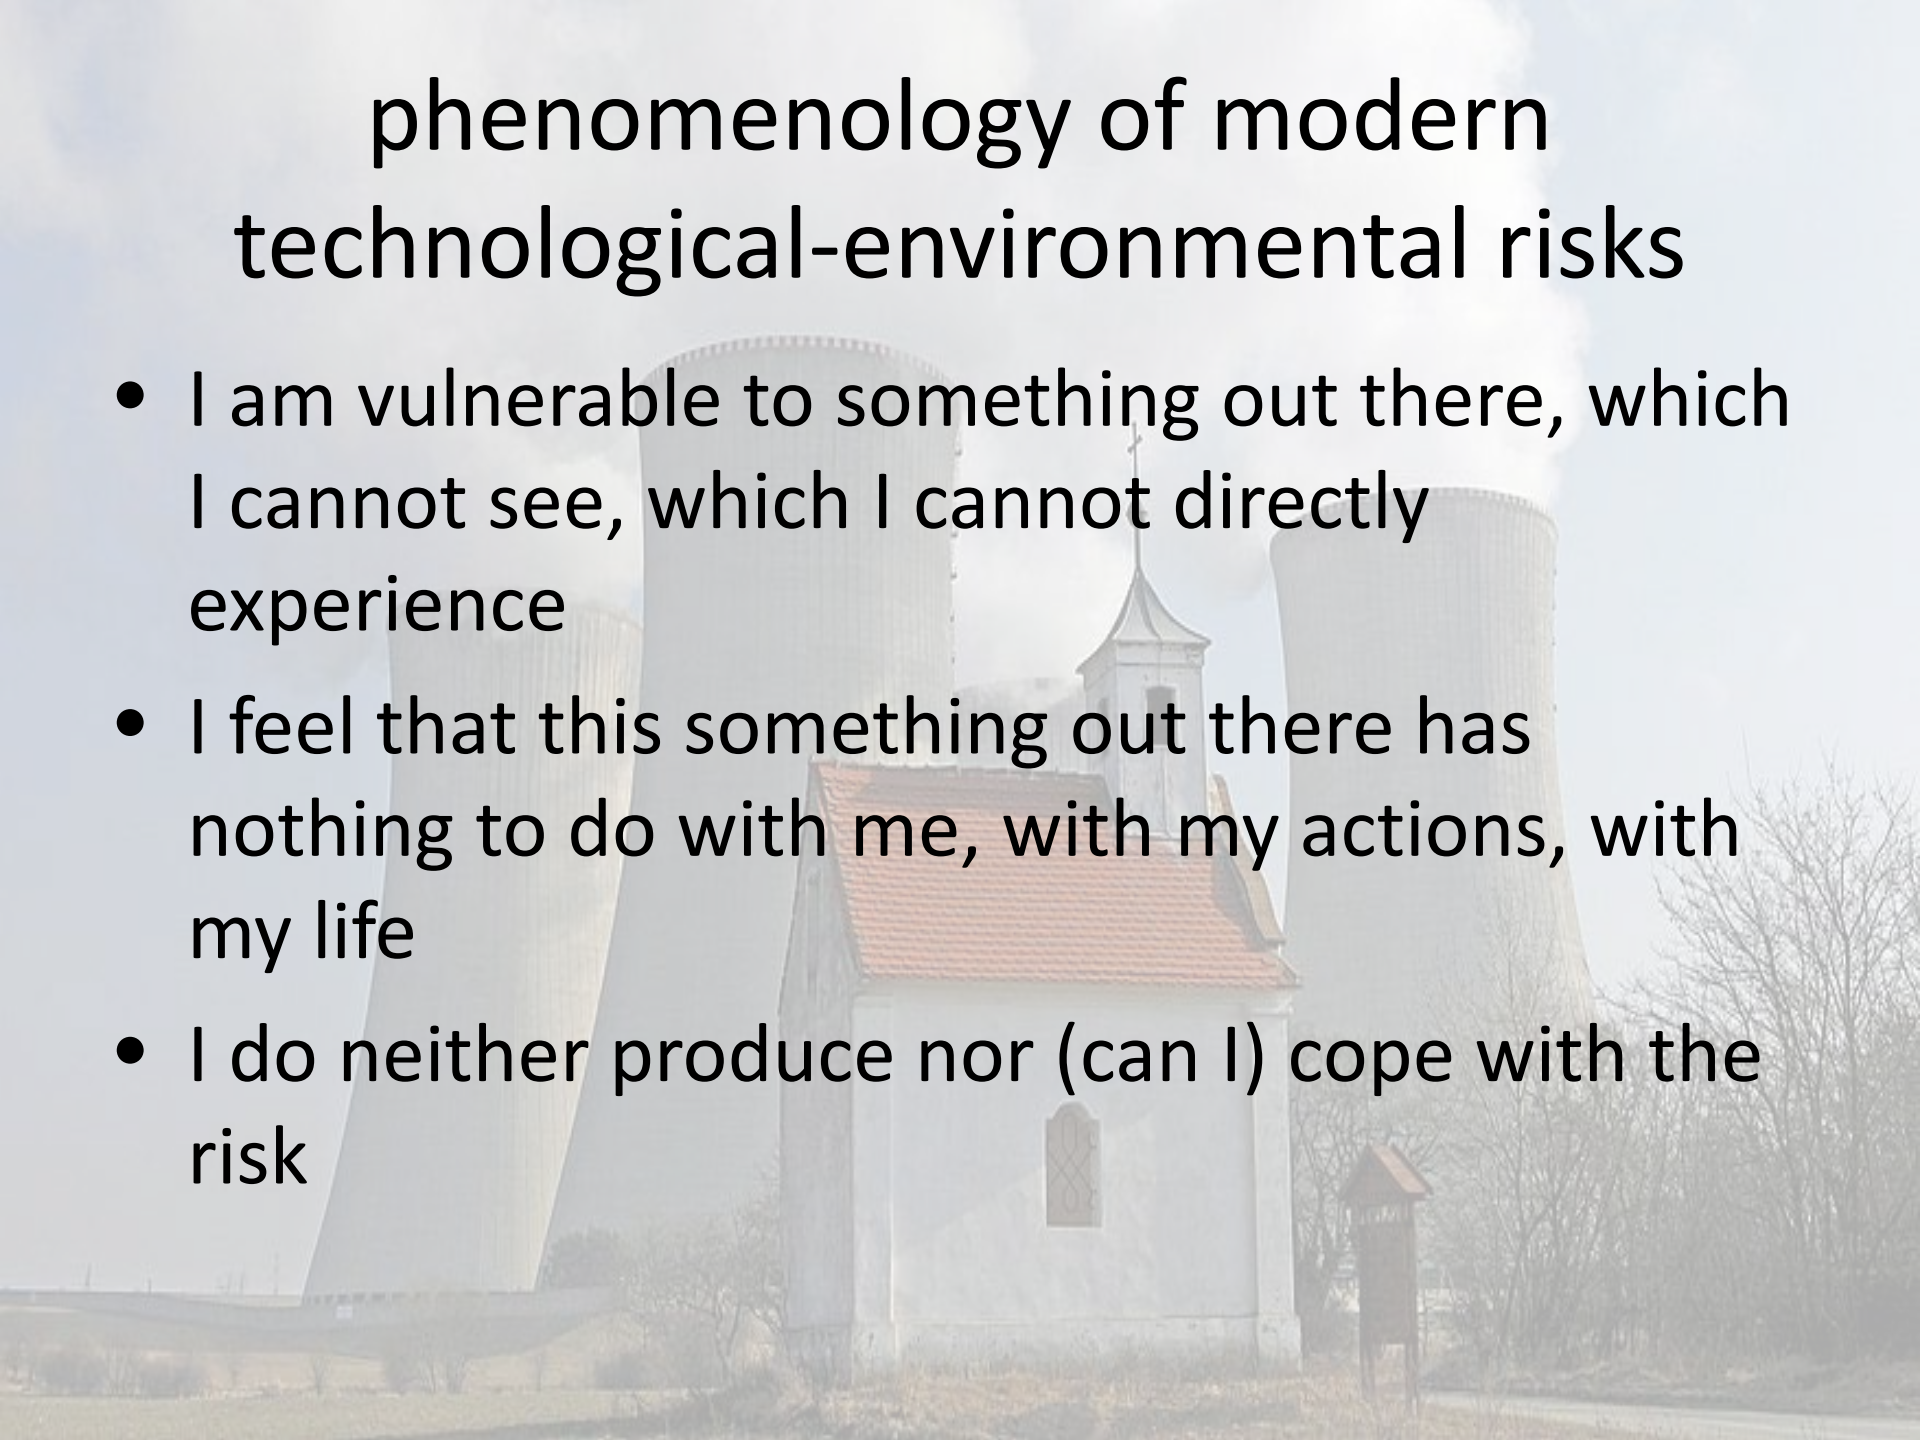 phenomenology of modern
technological-environmental risks
• I am vulnerable to something out there, which
I cannot see, which I cannot directly
experience
• I feel that this something out there has
nothing to do with me, with my actions, with
my life
• I do neither produce nor (can I) cope with the
risk